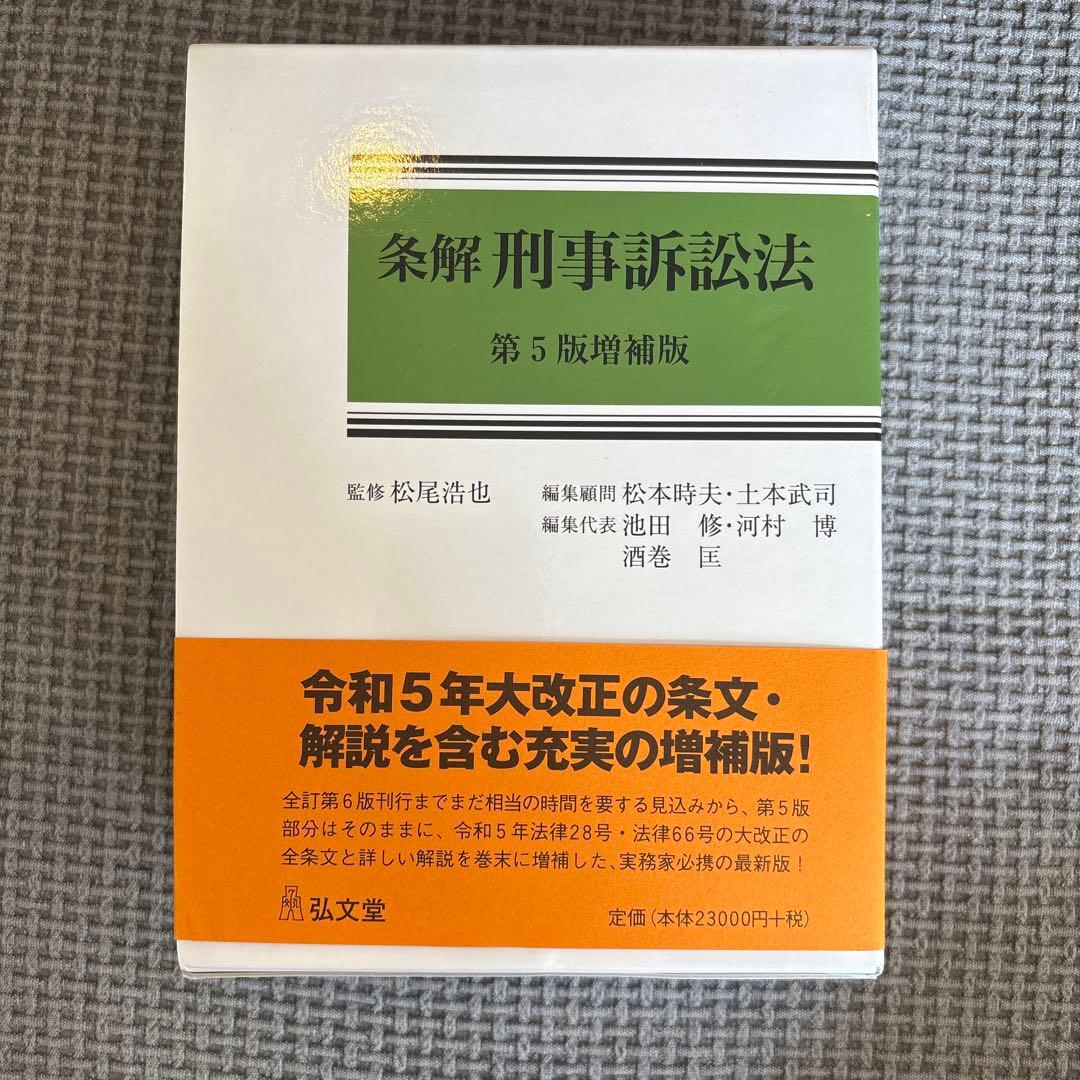 条解 刑事訴訟法
第5版増補版
監修 松尾浩也
編集顧問 松本時夫・土本武司
編集代表 池田 修・河村 博
酒巻 匡
令和5年大改正の条文・
解説を含む充実の増補版!
全訂第6版刊行までまだ相当の時間を要する見込みから、第5版
部分はそのままに、令和5年法律28号・法律66号の大改正の
全条文と詳しい解説を巻末に増補した、実務家必携の最新版!
弘文堂
定価(本体23000円+税)